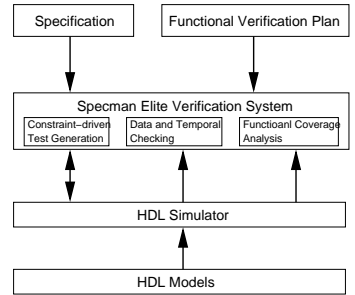 Specification
Functional Verification Plan
Specman Elite Verification System
Constraint–driven
Test Generation
Data and Temporal
Checking
Functioanl Coverage
Analysis
HDL Simulator
HDL Models